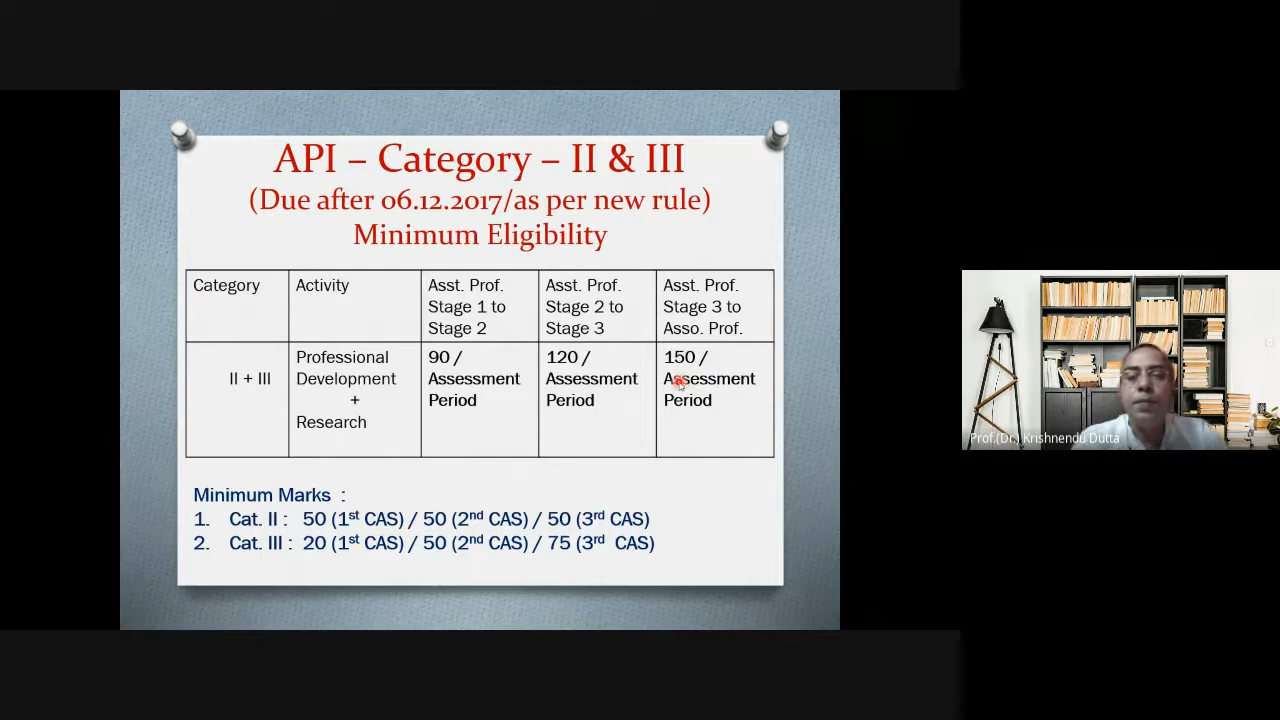 API – Category – II & III
(Due after 06.12.2017/as per new rule)
Minimum Eligibility
Category Activity Asst. Prof. Stage 1 to Stage 2 Asst. Prof. Stage 2 to Stage 3 Asst. Prof. Stage 3 to Asso. Prof.
II + III Professional Development + Research 90 / Assessment Period 120 / Assessment Period 150 / Assessment Period
Minimum Marks :
1. Cat. II : 50 (1st CAS) / 50 (2nd CAS) / 50 (3rd CAS)
2. Cat. III : 20 (1st CAS) / 50 (2nd CAS) / 75 (3rd CAS)
Prof.(Dr.) Krishnendu Dutta